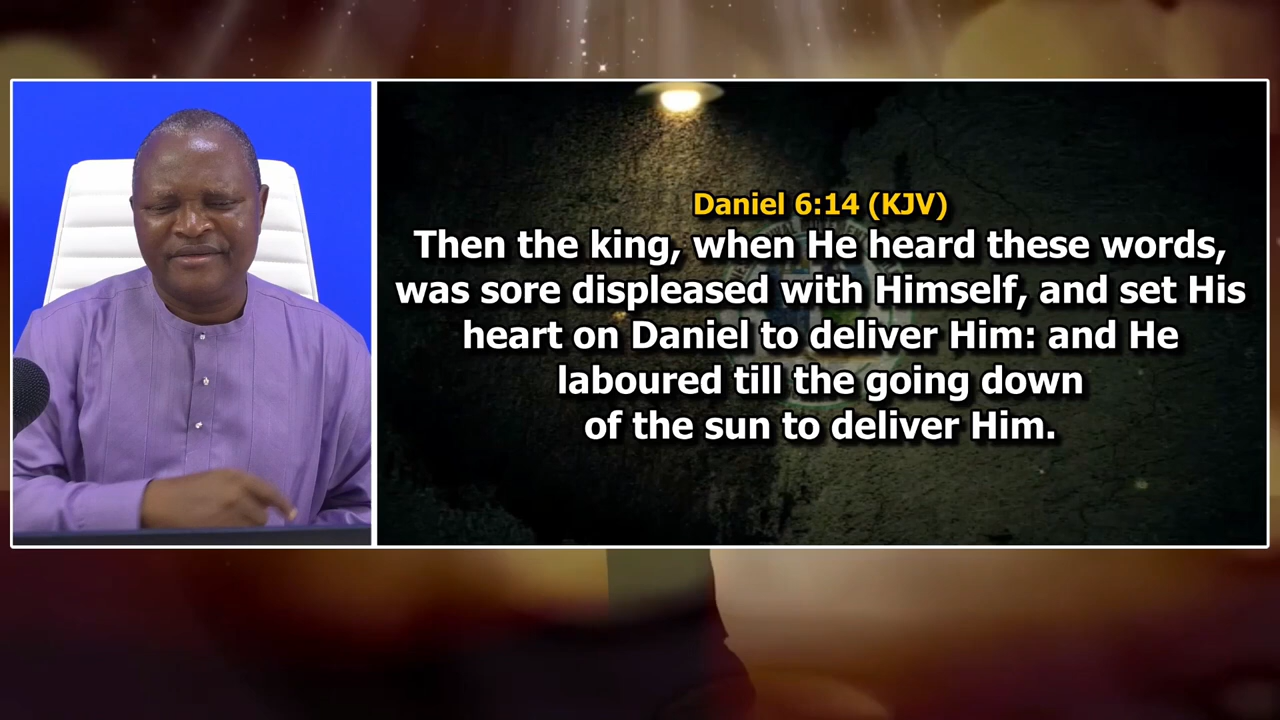 Daniel 6:14 (KJV)
Then the king, when He heard these words,
was sore displeased with Himself, and set His
heart on Daniel to deliver Him: and He
laboured till the going down
of the sun to deliver Him.